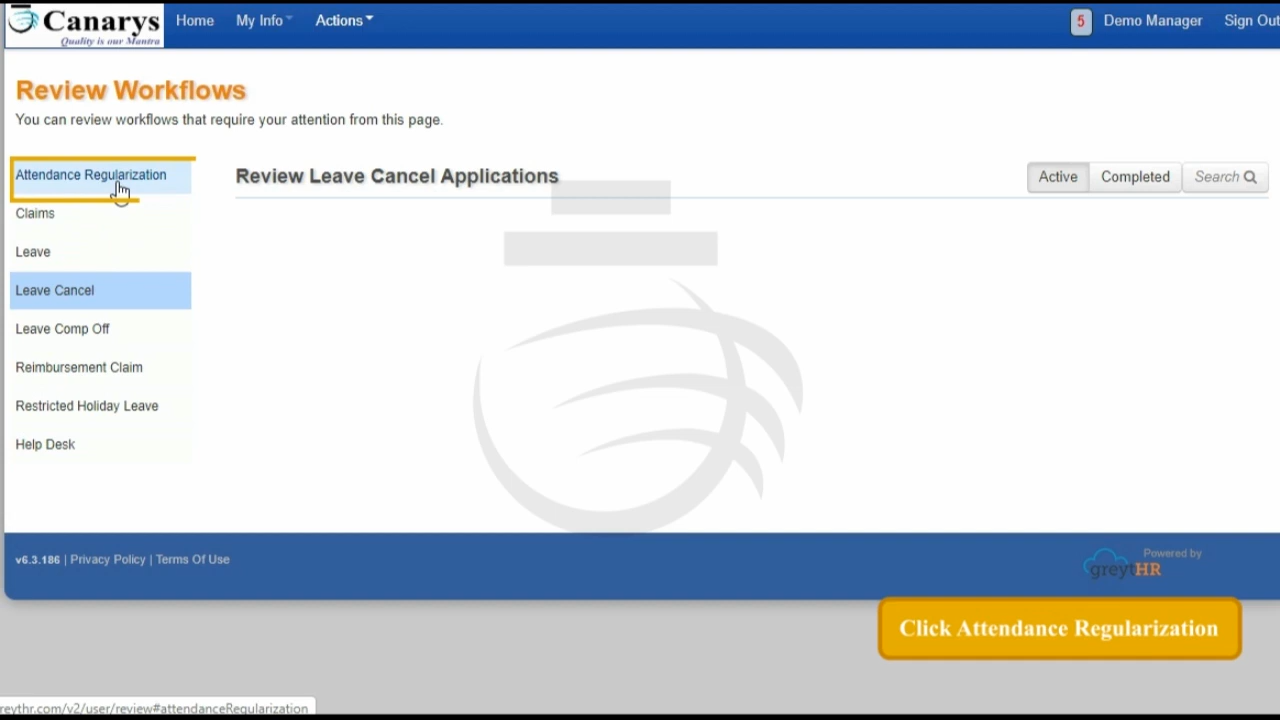 Canarys
Quality is our Mantra
Home My Info Actions 5 Demo Manager Sign Out
Review Workflows
You can review workflows that require your attention from this page.
Attendance Regularization
Claims
Leave
Leave Cancel
Leave Comp Off
Reimbursement Claim
Restricted Holiday Leave
Help Desk
Review Leave Cancel Applications
Active Completed Search
v6.3.186 | Privacy Policy | Terms Of Use
Powered by
greytHR
Click Attendance Regularization
reythr.com/v2/user/review#attendanceRegularization